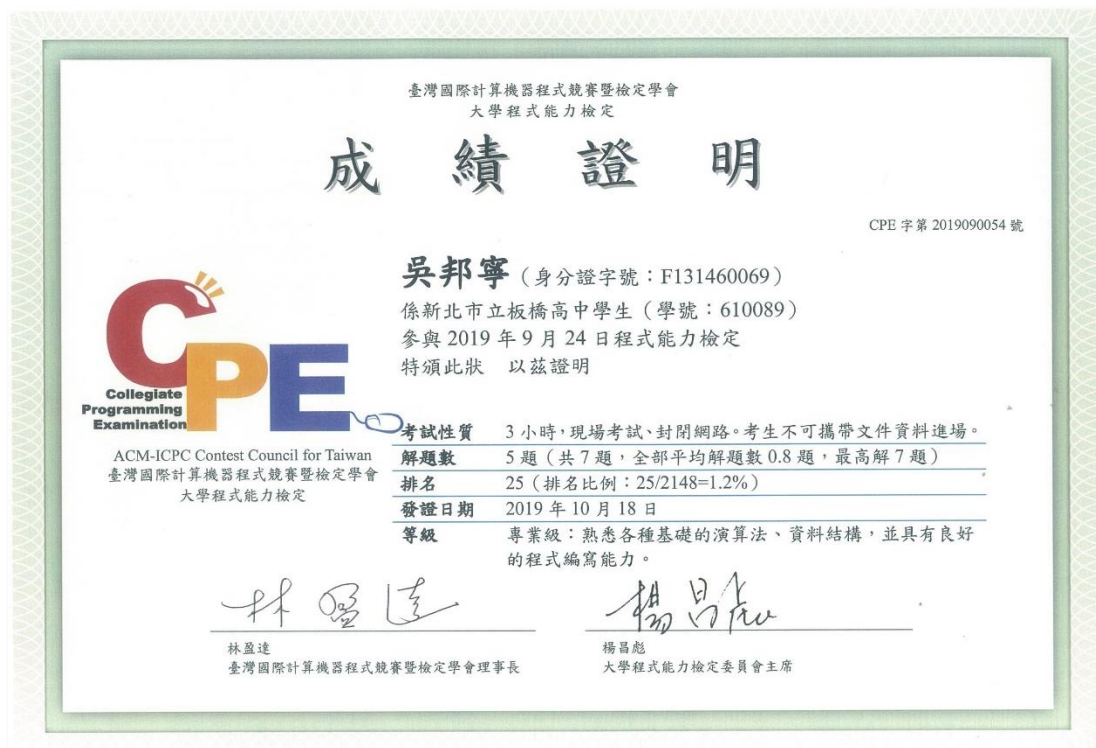 臺灣國際計算機器程式競賽暨檢定學會
大學程式能力檢定
成績證明
CPE 字第 2019090054 號
吳邦寧（身分證字號：F131460069）
係新北市立板橋高中學生（學號：610089）
參與 2019 年 9 月 24 日程式能力檢定
特頒此狀 以茲證明
CPE
Collegiate
Programming
Examination
ACM-ICPC Contest Council for Taiwan
臺灣國際計算機器程式競賽暨檢定學會
大學程式能力檢定
考試性質 3 小時，現場考試、封閉網路。考生不可攜帶文件資料進場。
解題數 5 題（共 7 題，全部平均解題數 0.8 題，最高解 7 題）
排名 25（排名比例：25/2148=1.2%）
發證日期 2019 年 10 月 18 日
等級 專業級：熟悉各種基礎的演算法、資料結構，並具有良好
的程式編寫能力。
林盈達 楊昌彪
林盈達 楊昌彪
臺灣國際計算機器程式競賽暨檢定學會理事長 大學程式能力檢定委員會主席